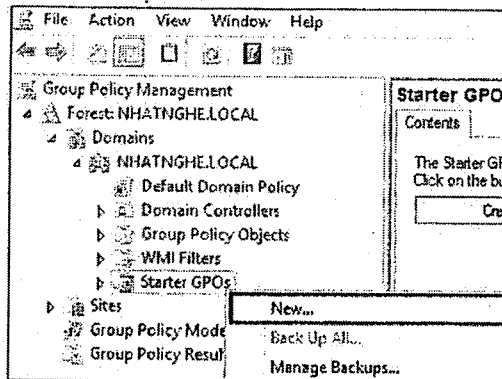 File Action View Window Help
Group Policy Management
Forest: NHATNGHE.LOCAL
Domains
NHATNGHE.LOCAL
Default Domain Policy
Domain Controllers
Group Policy Objects
WMI Filters
Starter GPOs
Sites
Group Policy Mode
Group Policy Resul
Starter GPO
Contents
The Starter GP
Click on the bu
Cre
New...
Back Up All...
Manage Backups...